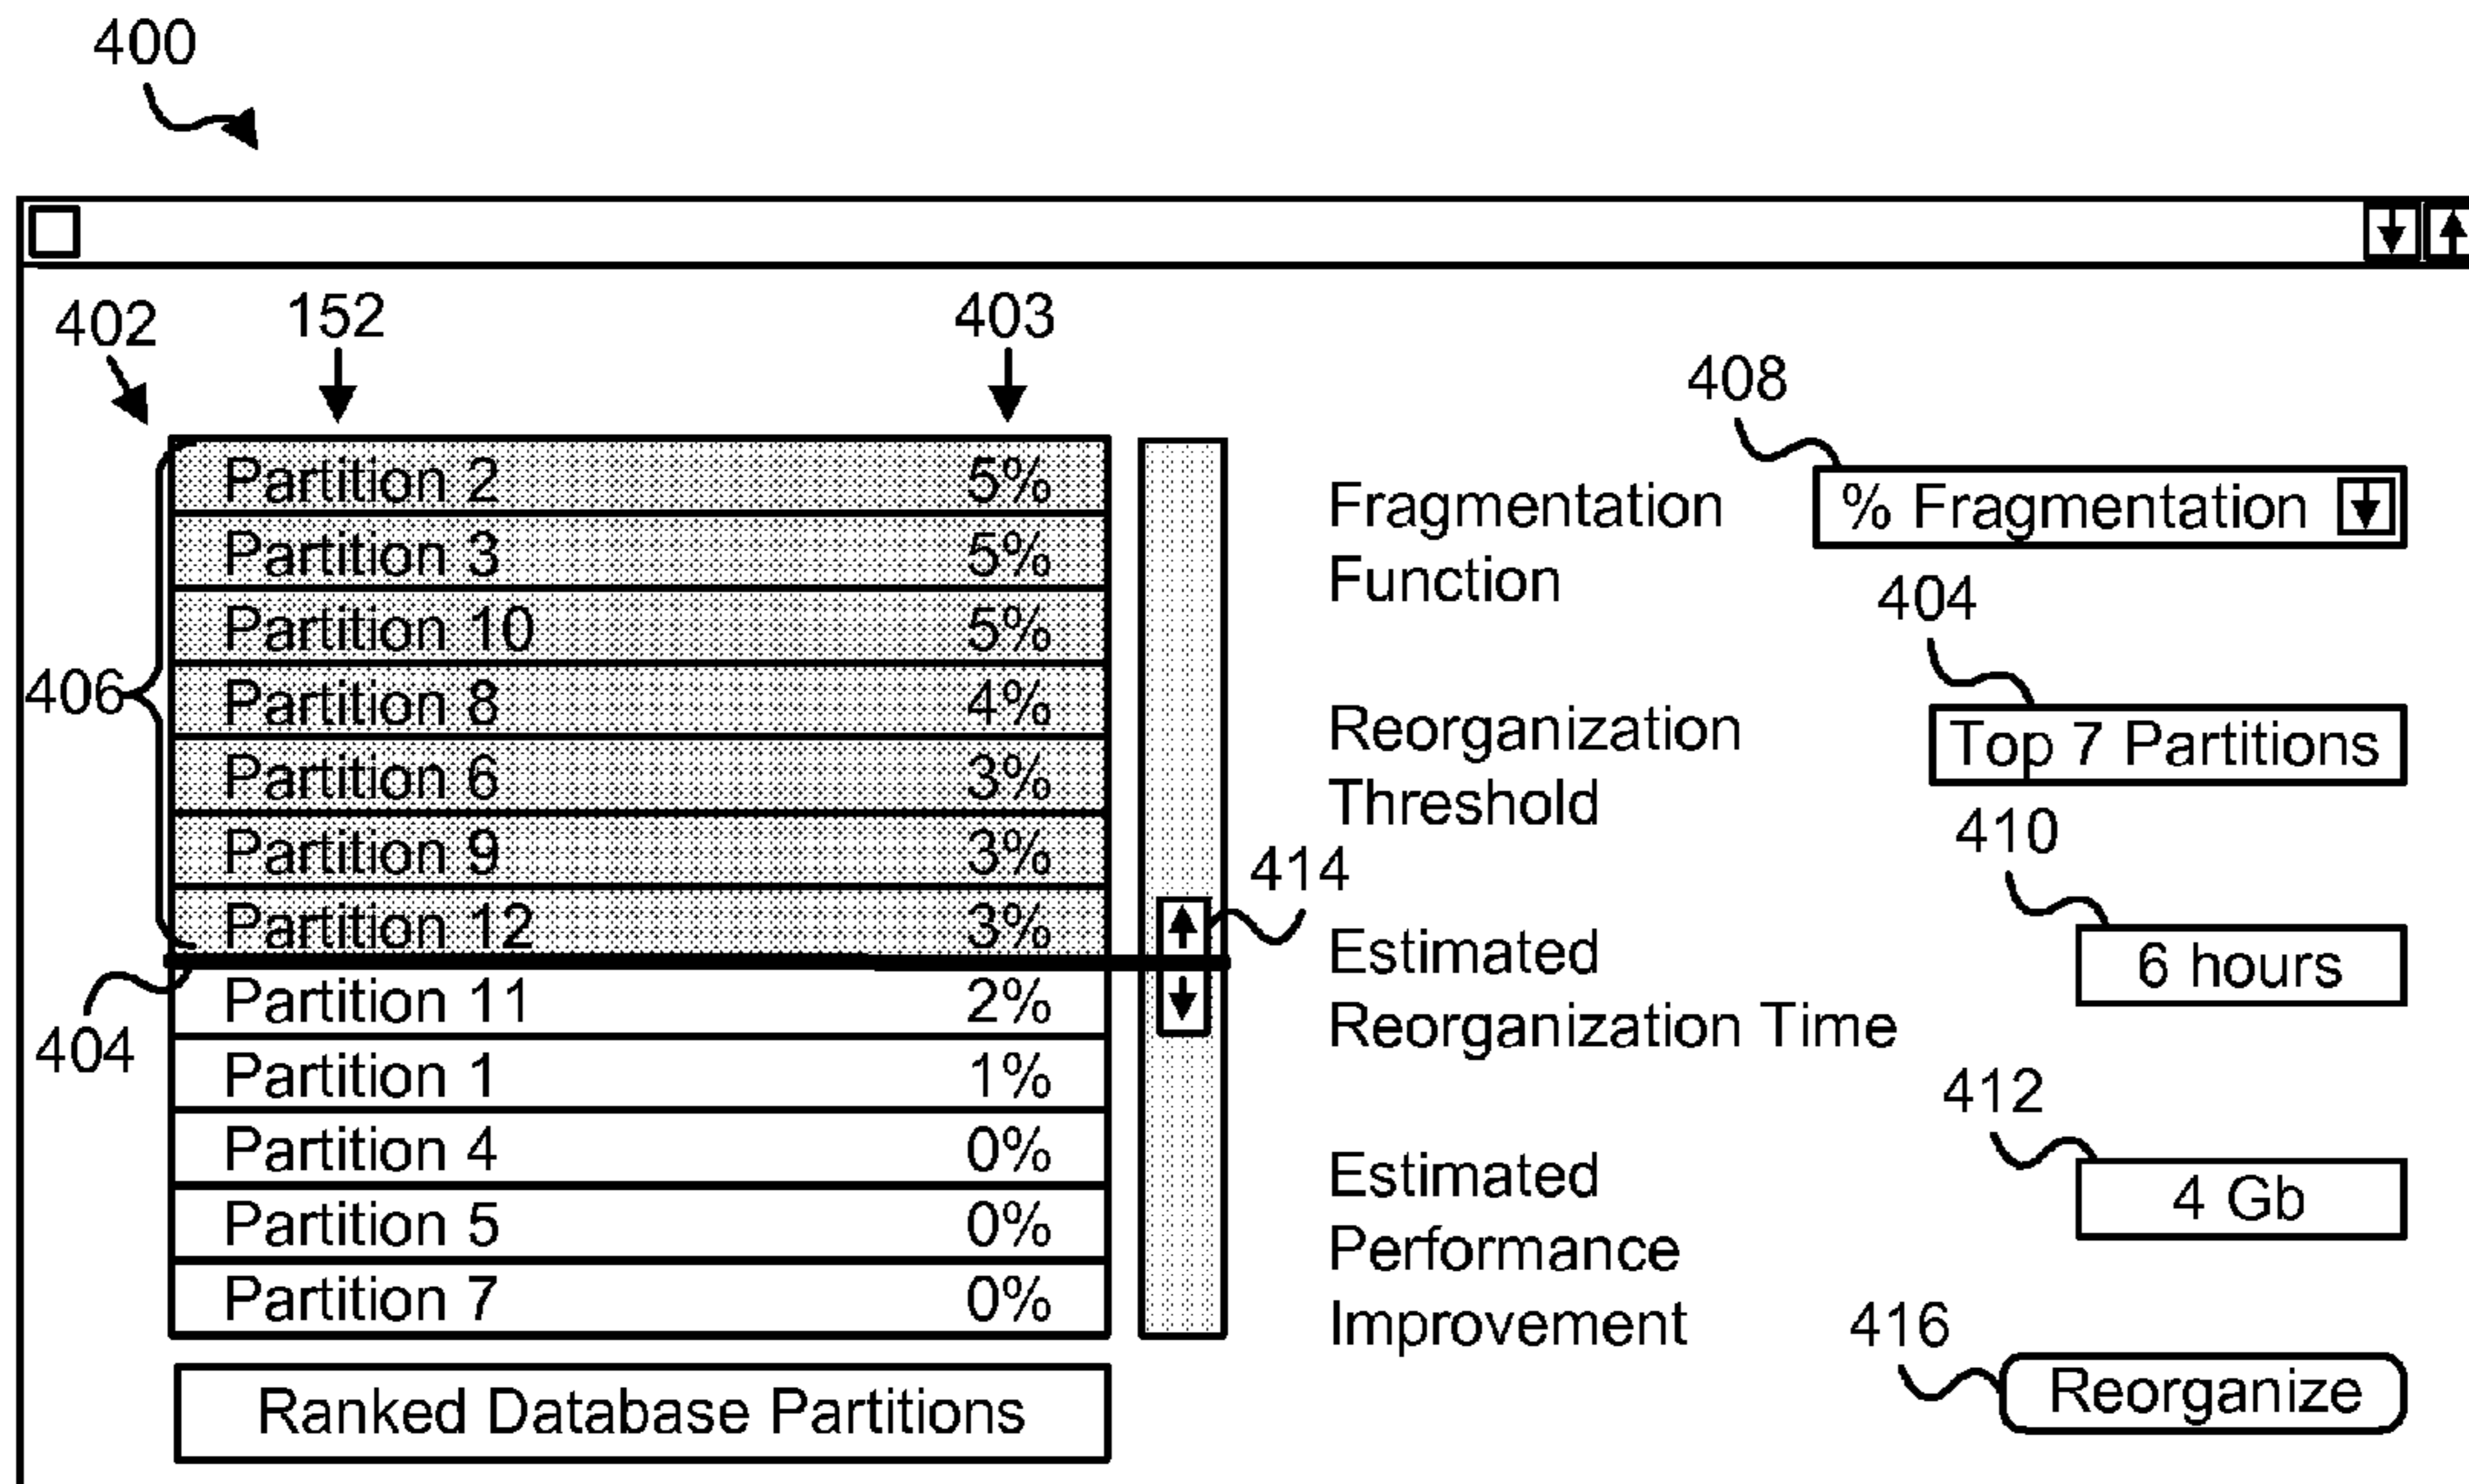 400
402
152
403
Partition 2 5%
Partition 3 5%
Partition 10 5%
Partition 8 4%
Partition 6 3%
Partition 9 3%
Partition 12 3%
Partition 11 2%
Partition 1 1%
Partition 4 0%
Partition 5 0%
Partition 7 0%
Ranked Database Partitions
406
404
414
408
Fragmentation
Function
% Fragmentation
404
Reorganization
Threshold
Top 7 Partitions
410
Estimated
Reorganization Time
6 hours
412
Estimated
Performance
Improvement
4 Gb
416
Reorganize